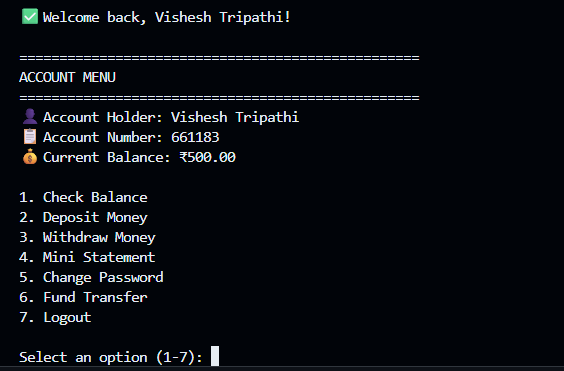 ✅ Welcome back, Vishesh Tripathi!
==================================================
ACCOUNT MENU
==================================================
👤 Account Holder: Vishesh Tripathi
📋 Account Number: 661183
💰 Current Balance: ₹500.00
1. Check Balance
2. Deposit Money
3. Withdraw Money
4. Mini Statement
5. Change Password
6. Fund Transfer
7. Logout
Select an option (1-7):